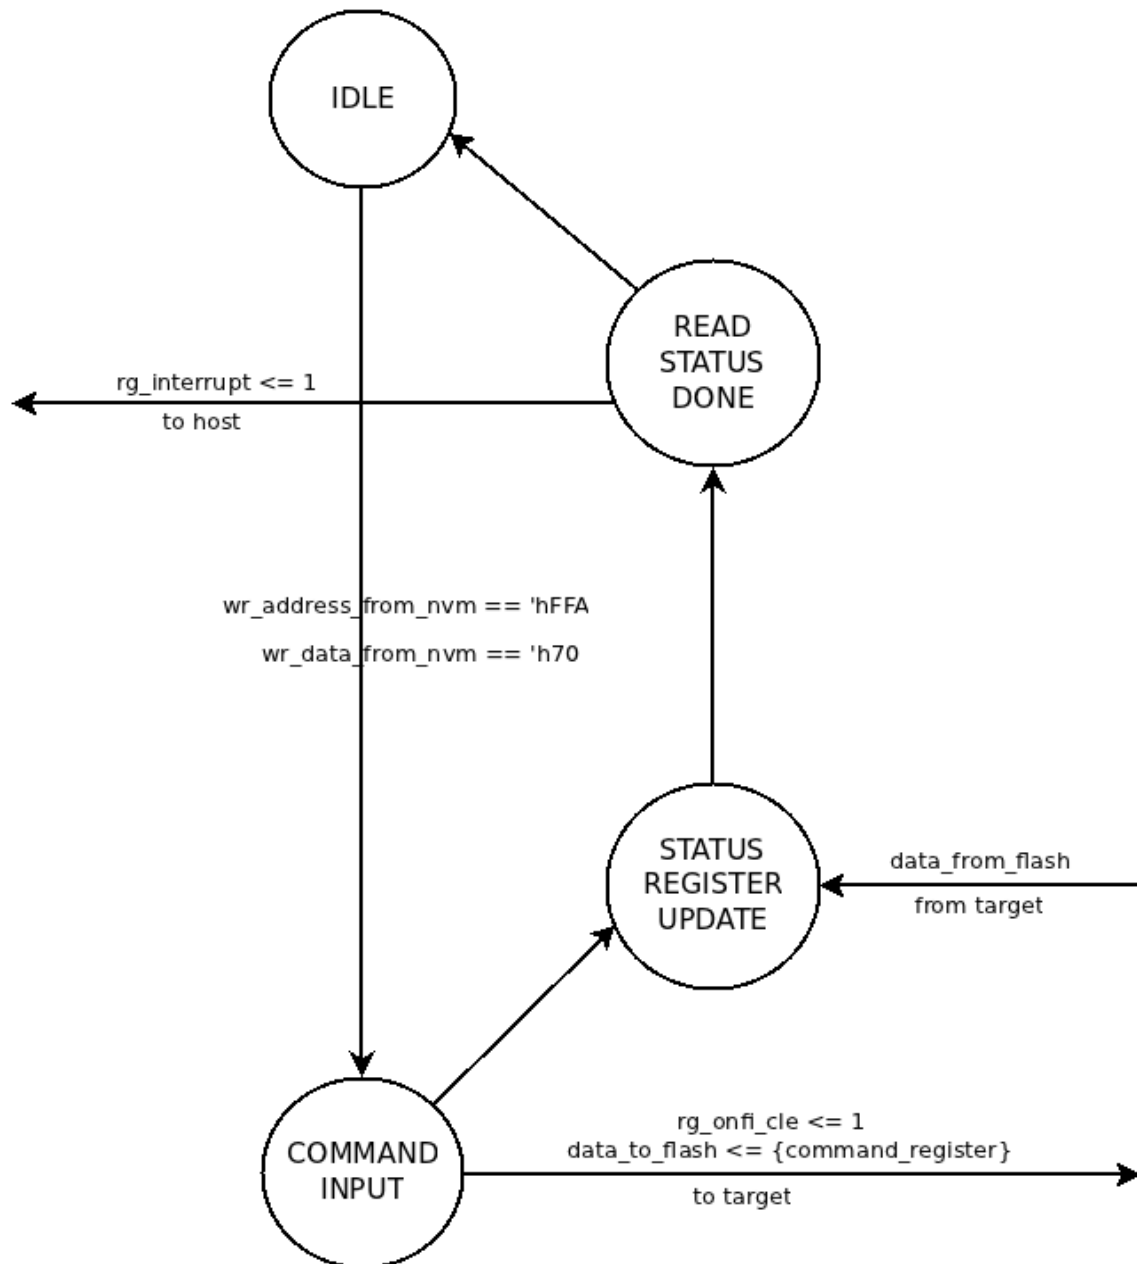 IDLE
READ
STATUS
DONE
rg_interrupt <= 1
to host
wr_address_from_nvm == 'hFFA
wr_data_from_nvm == 'h70
STATUS
REGISTER
UPDATE
data_from_flash
from target
COMMAND
INPUT
rg_onfi_cle <= 1
data_to_flash <= {command_register}
to target